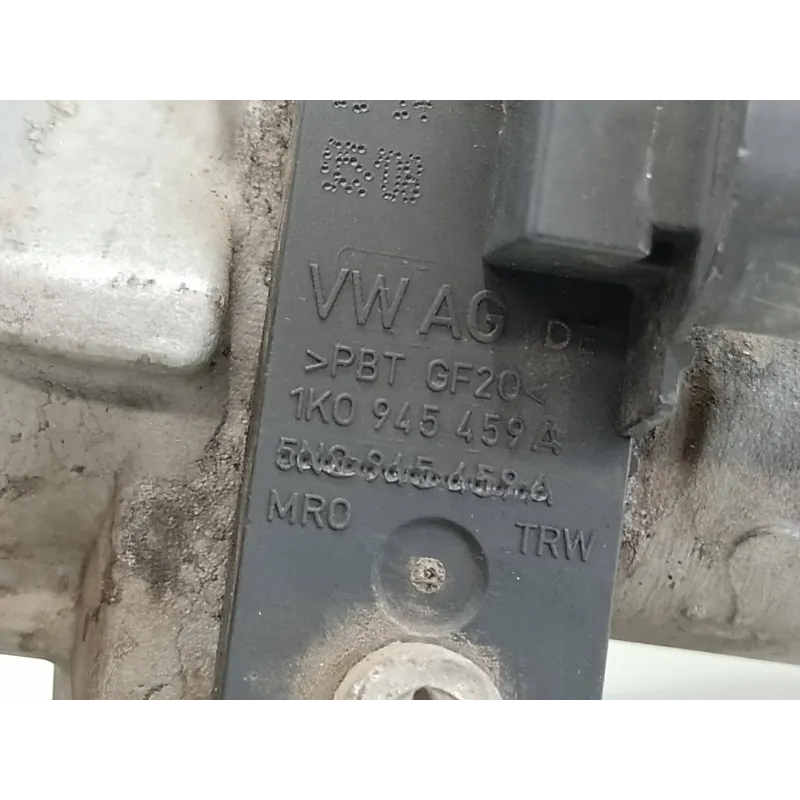 VW AG DE
>PBT GF20<
1K0 945 459 A
MRO TRW